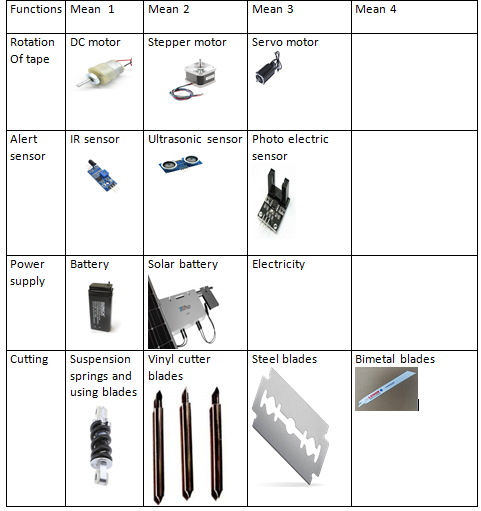 Functions Mean 1 Mean 2 Mean 3 Mean 4
Rotation
Of tape
DC motor
Stepper motor
Servo motor
Alert
sensor
IR sensor
Ultrasonic sensor
Photo electric
sensor
Power
supply
Battery
Solar battery
Electricity
Cutting
Suspension
springs and
using blades
Vinyl cutter
blades
Steel blades
Bimetal blades